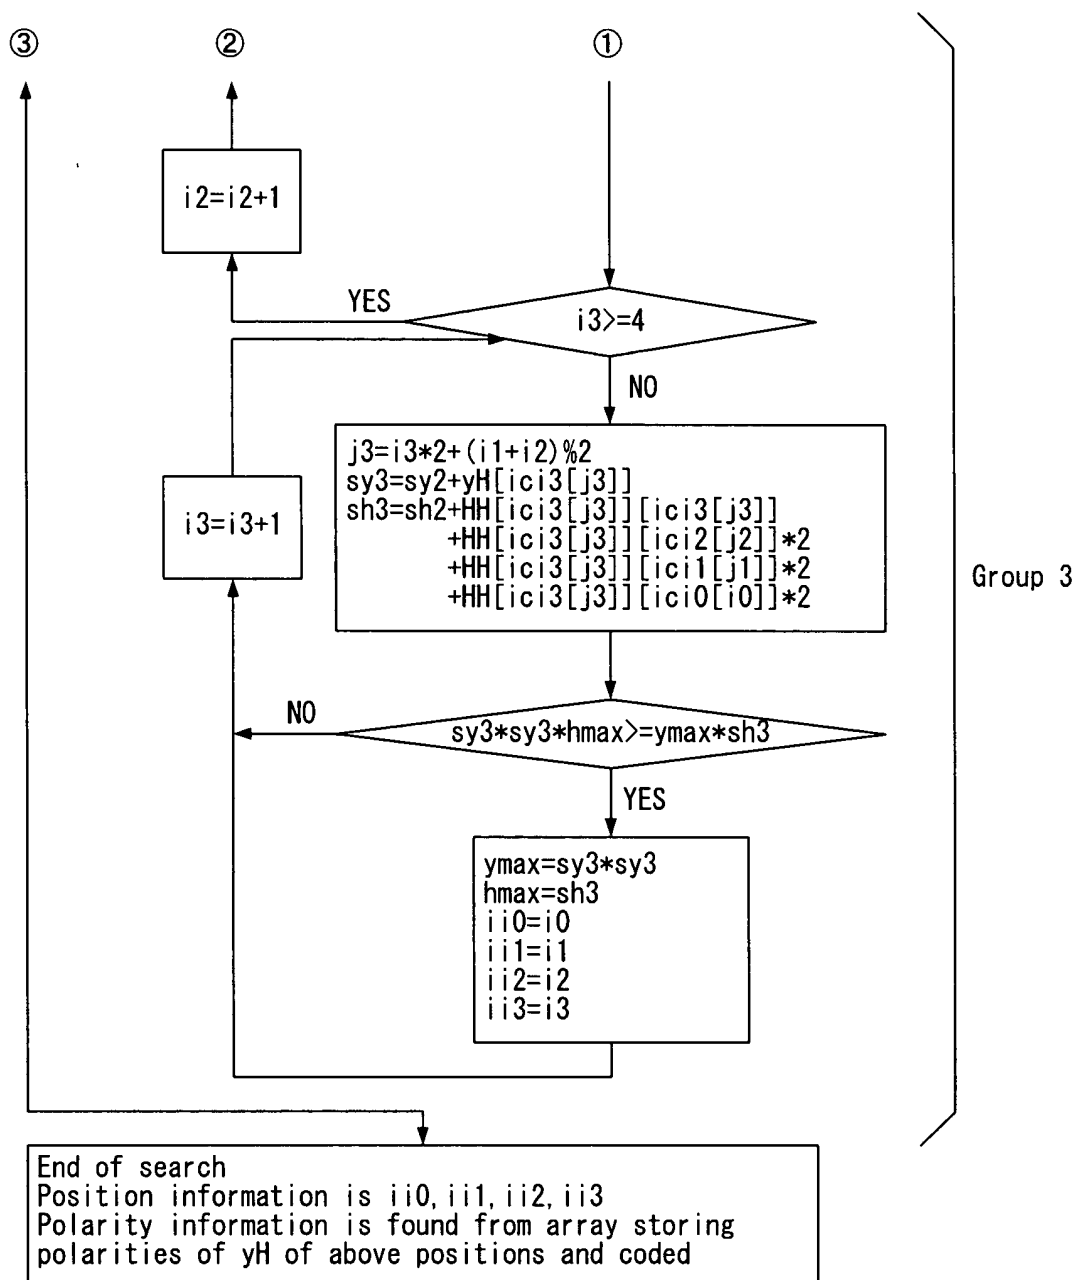 ③ ② ①
i2=i2+1
YES
i3>=4
NO
j3=i3*2+(i1+i2)%2
sy3=sy2+yH[ici3[j3]]
sh3=sh2+HH[ici3[j3]][ici3[j3]]
+HH[ici3[j3]][ici2[j2]]*2
+HH[ici3[j3]][ici1[j1]]*2
+HH[ici3[j3]][ici0[i0]]*2
i3=i3+1
Group 3
NO
sy3*sy3*hmax>=ymax*sh3
YES
ymax=sy3*sy3
hmax=sh3
ii0=i0
ii1=i1
ii2=i2
ii3=i3
End of search
Position information is ii0,ii1,ii2,ii3
Polarity information is found from array storing
polarities of yH of above positions and coded